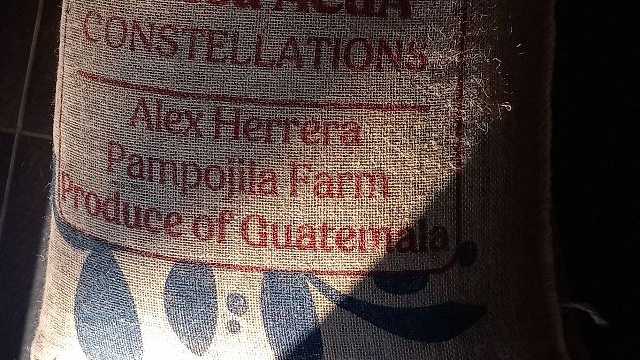 CONSTELLATIONS
Alex Herrera
Pampojila Farm
Produce of Guatemala